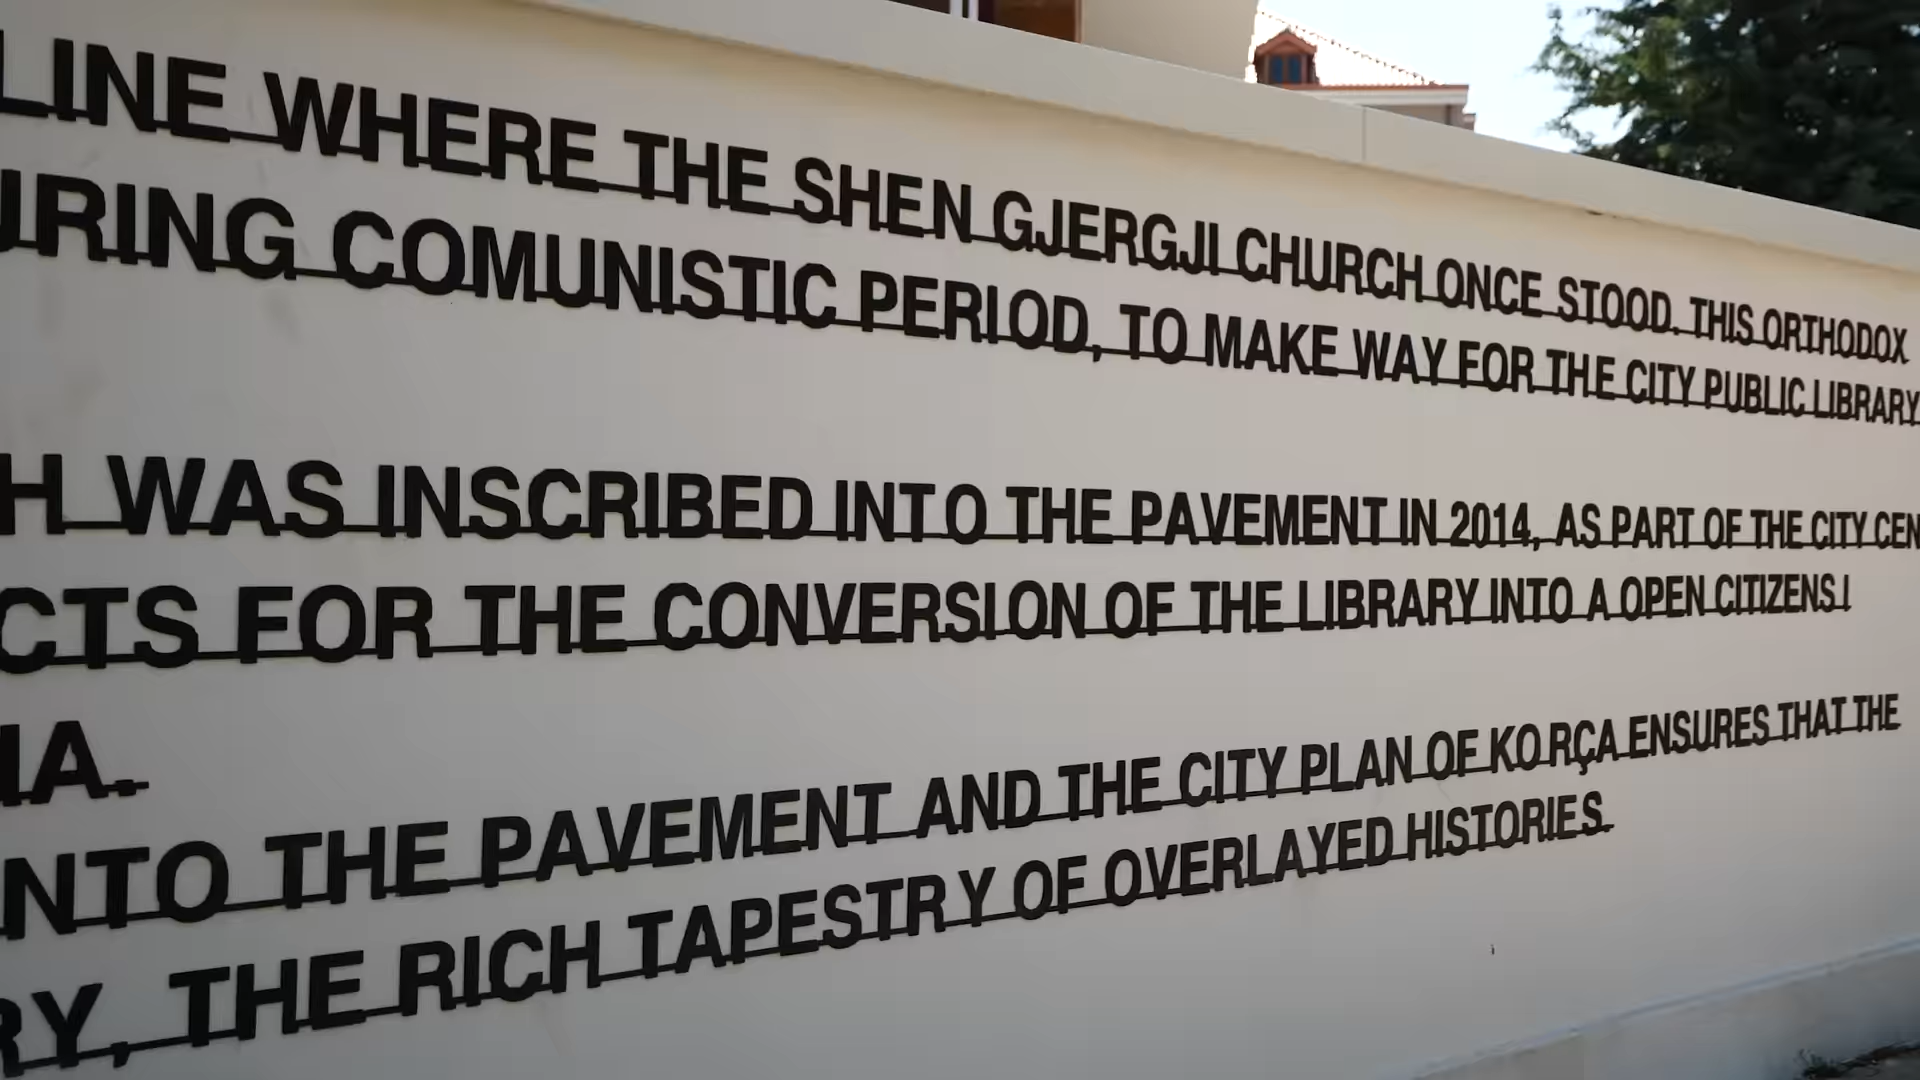 LINE WHERE THE SHEN GJERGJI CHURCH ONCE STOOD. THIS ORTHODOX
URING COMUNISTIC PERIOD, TO MAKE WAY FOR THE CITY PUBLIC LIBRARY
H WAS INSCRIBED INTO THE PAVEMENT IN 2014, AS PART OF THE CITY CEN
CTS FOR THE CONVERSION OF THE LIBRARY INTO A OPEN CITIZENS I
IA.
NTO THE PAVEMENT AND THE CITY PLAN OF KORÇA ENSURES THAT THE
RY, THE RICH TAPESTRY OF OVERLAYED HISTORIES.